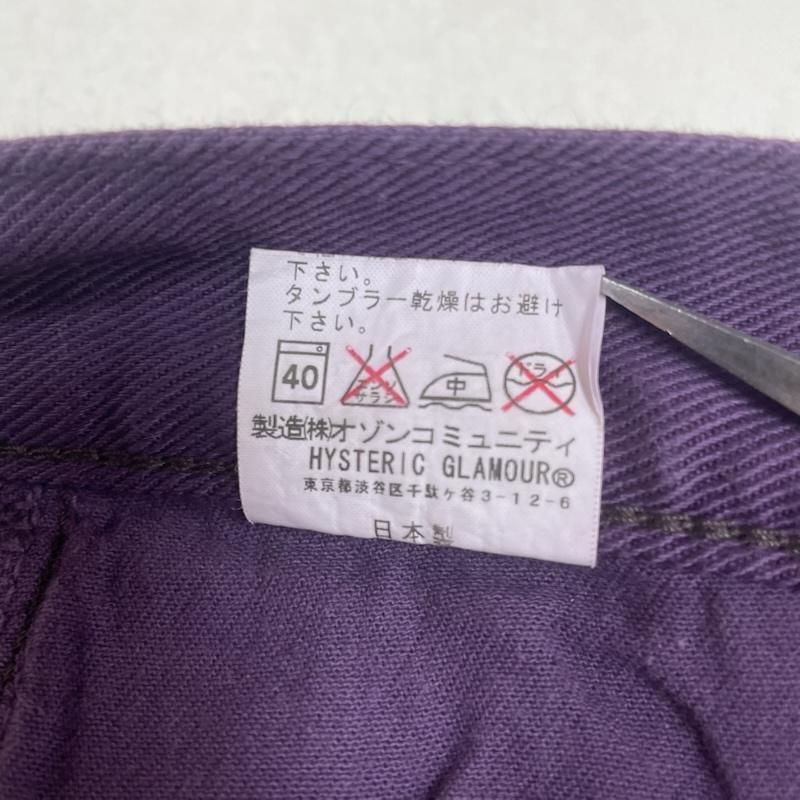 下さい。
タンブラー乾燥はお避け
下さい。
40 エンソ サラシ 中 ドライ
製造(株)オゾンコミュニティ
HYSTERIC GLAMOUR®
東京都渋谷区千駄ヶ谷3-12-6
日本製